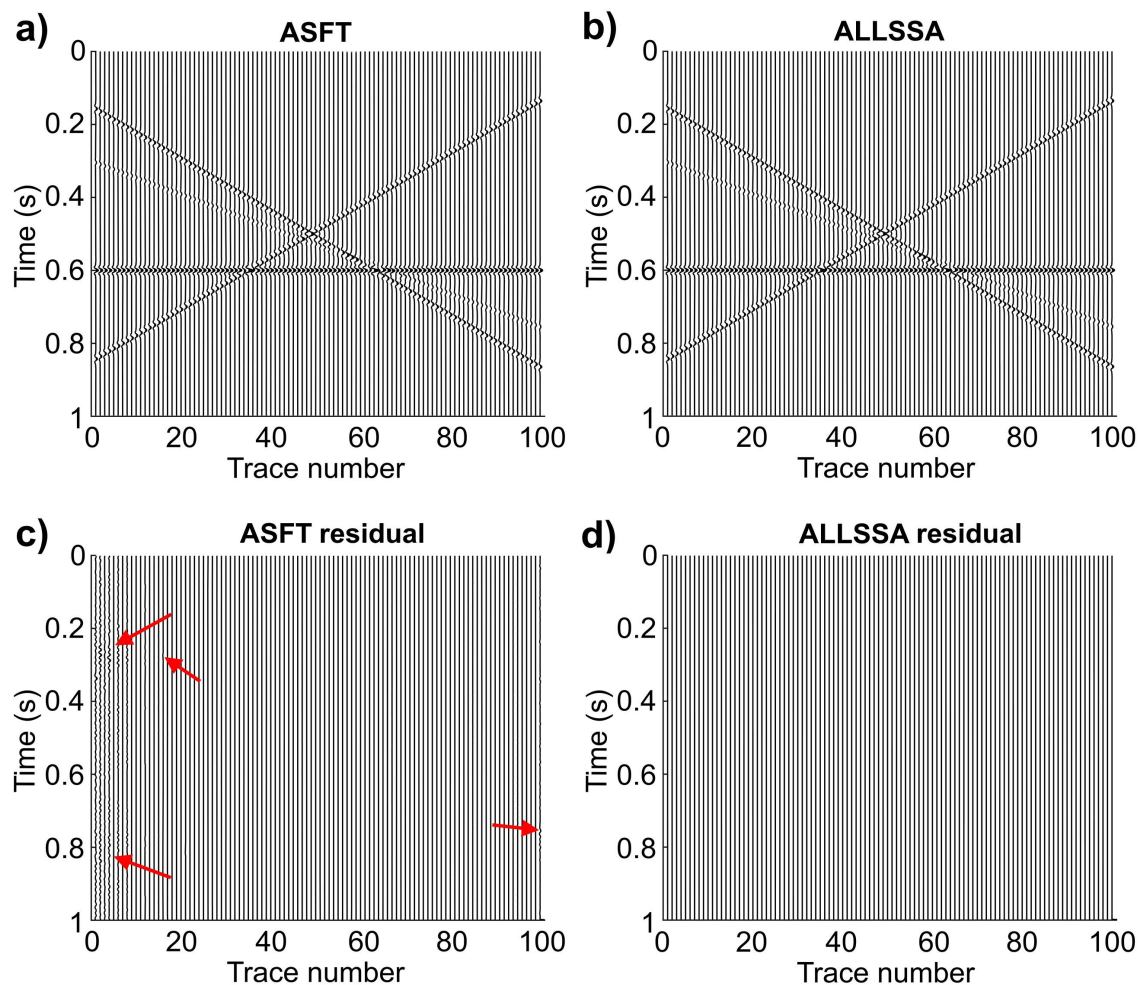 a)
ASFT
0
0.2
0.4
0.6
0.8
1
Time (s)
0 20 40 60 80 100
Trace number
b)
ALLSSA
0
0.2
0.4
0.6
0.8
1
Time (s)
0 20 40 60 80 100
Trace number
c)
ASFT residual
0
0.2
0.4
0.6
0.8
1
Time (s)
0 20 40 60 80 100
Trace number
d)
ALLSSA residual
0
0.2
0.4
0.6
0.8
1
Time (s)
0 20 40 60 80 100
Trace number